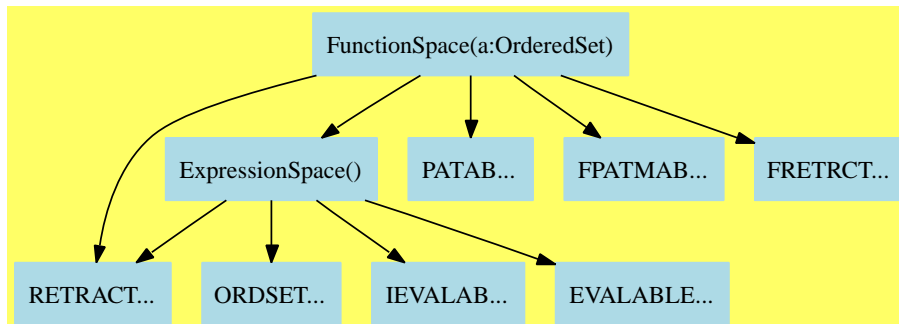 FunctionSpace(a:OrderedSet)
ExpressionSpace()
PATAB...
FPATMAB...
FRETRCT...
RETRACT...
ORDSET...
IEVALAB...
EVALABLE...